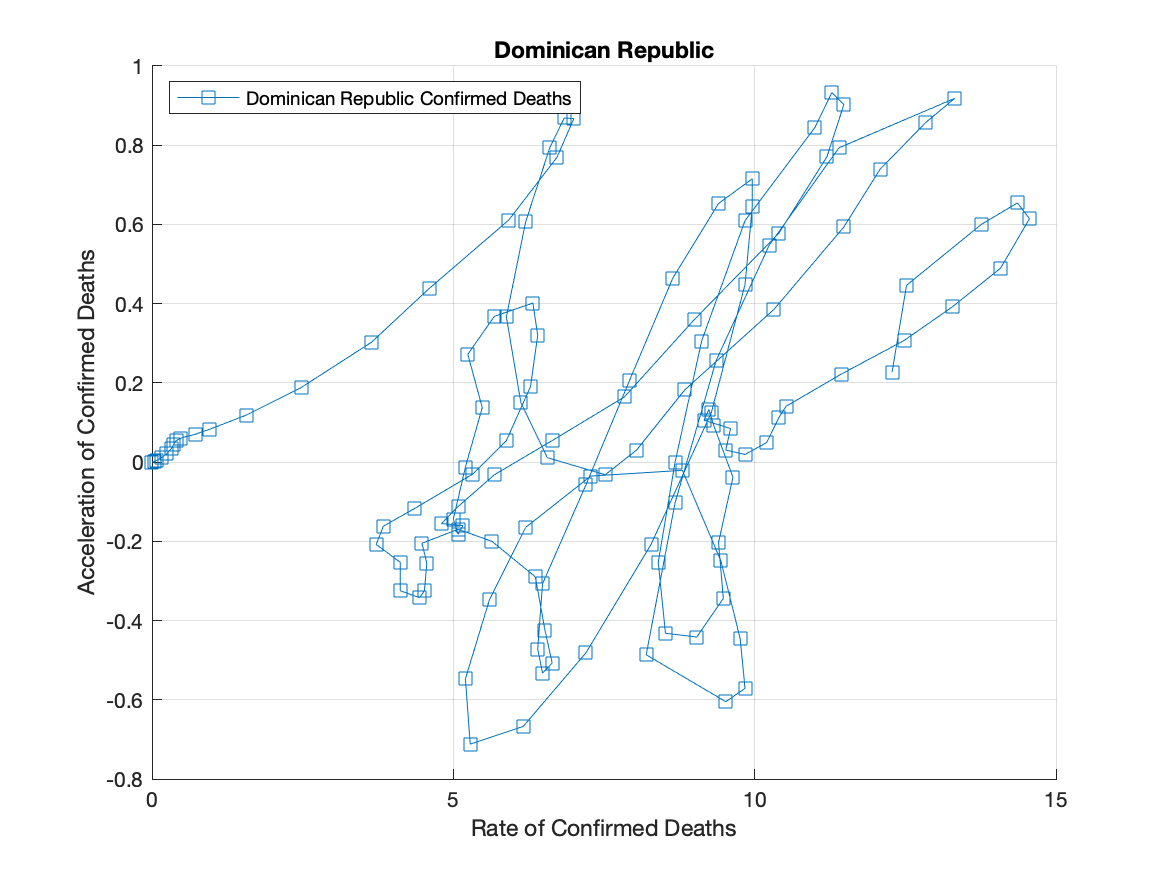 Dominican Republic
Dominican Republic Confirmed Deaths
1
0.8
0.6
0.4
0.2
0
-0.2
-0.4
-0.6
-0.8
Acceleration of Confirmed Deaths
0 5 10 15
Rate of Confirmed Deaths